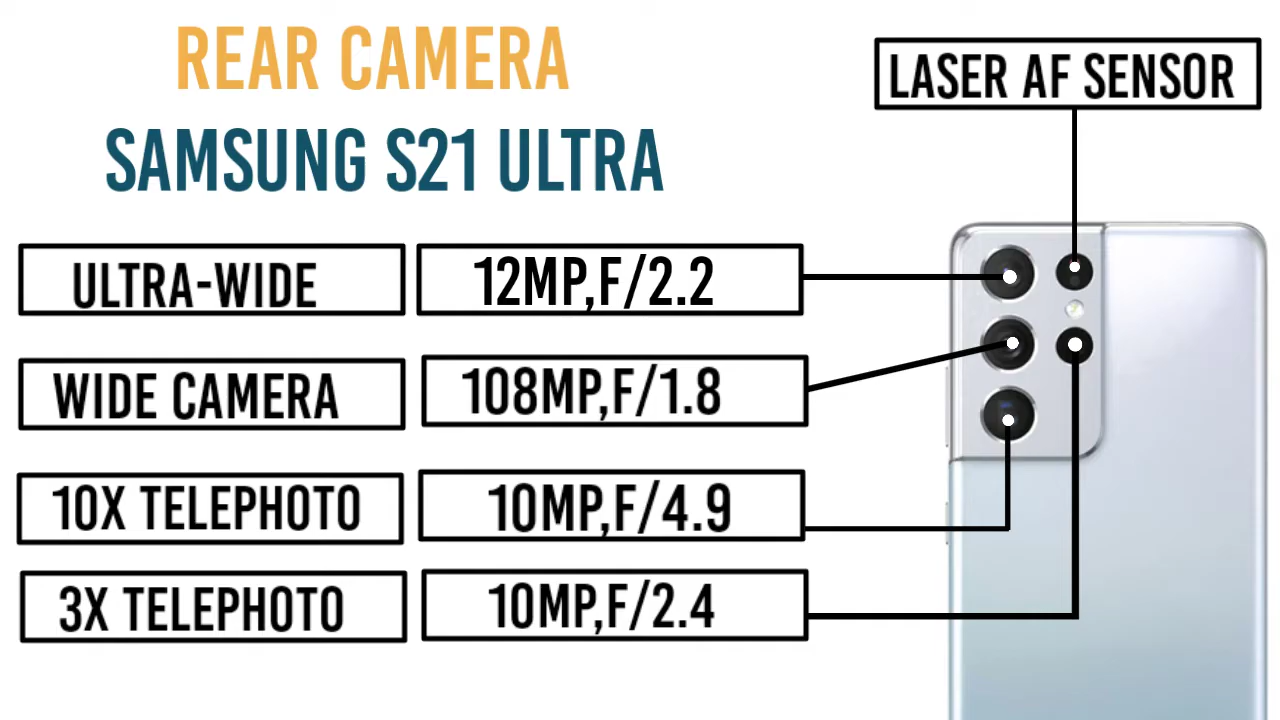 REAR CAMERA
SAMSUNG S21 ULTRA
LASER AF SENSOR
ULTRA-WIDE 12MP,F/2.2
WIDE CAMERA 108MP,F/1.8
10X TELEPHOTO 10MP,F/4.9
3X TELEPHOTO 10MP,F/2.4